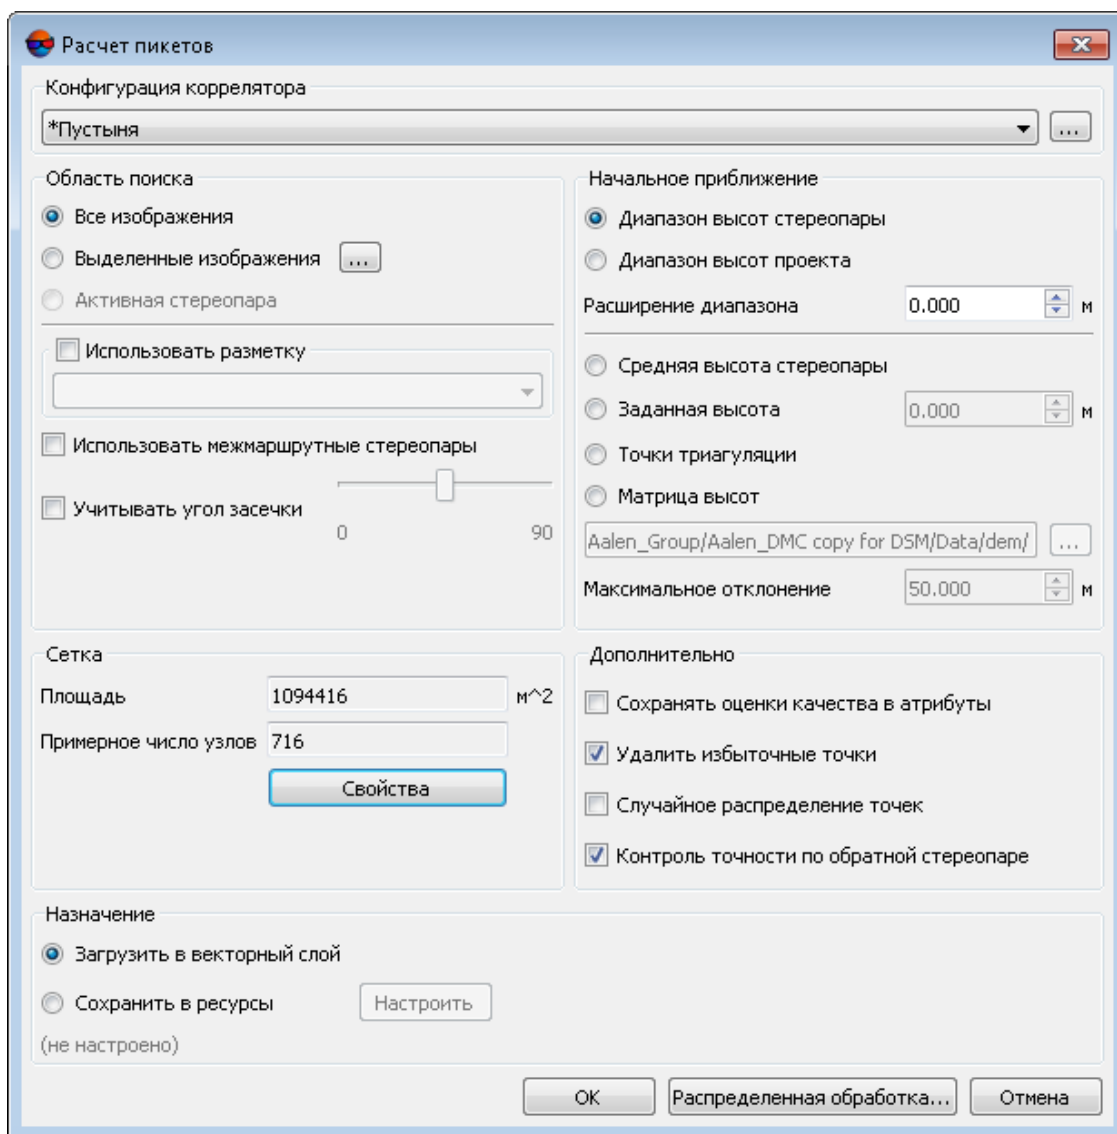 Расчет пикетов
Конфигурация коррелятора
*Пустыня
...
Область поиска
Все изображения
Выделенные изображения ...
Активная стереопара
Использовать разметку
Использовать межмаршрутные стереопары
Учитывать угол засечки
0 90
Начальное приближение
Диапазон высот стереопары
Диапазон высот проекта
Расширение диапазона 0.000 м
Средняя высота стереопары
Заданная высота 0.000 м
Точки триагуляции
Матрица высот
Aalen_Group/Aalen_DMC copy for DSM/Data/dem/ ...
Максимальное отклонение 50.000 м
Сетка
Площадь 1094416 м^2
Примерное число узлов 716
Свойства
Дополнительно
Сохранять оценки качества в атрибуты
Удалить избыточные точки
Случайное распределение точек
Контроль точности по обратной стереопаре
Назначение
Загрузить в векторный слой
Сохранить в ресурсы Настроить
(не настроено)
OK Распределенная обработка... Отмена